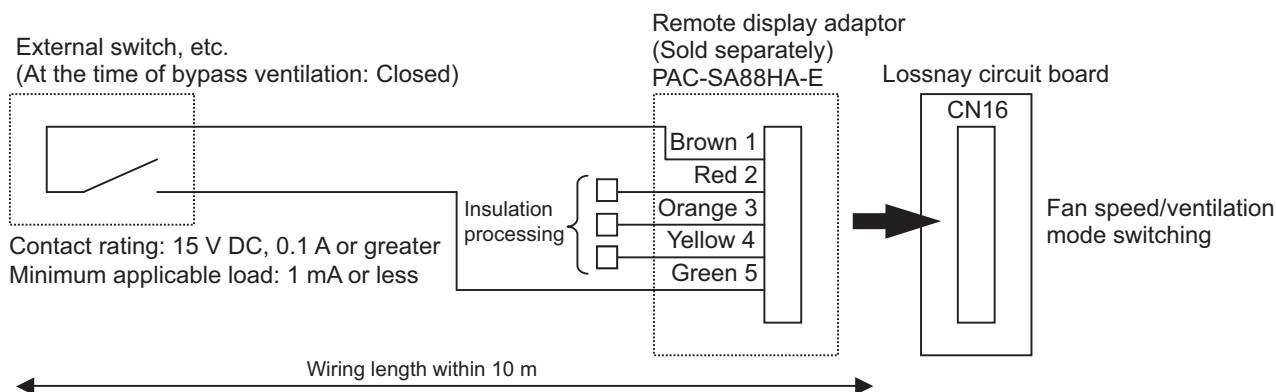 External switch, etc.
(At the time of bypass ventilation: Closed)
Contact rating: 15 V DC, 0.1 A or greater
Minimum applicable load: 1 mA or less
Insulation
processing
Remote display adaptor
(Sold separately)
PAC-SA88HA-E
Brown 1
Red 2
Orange 3
Yellow 4
Green 5
Lossnay circuit board
CN16
Fan speed/ventilation
mode switching
Wiring length within 10 m